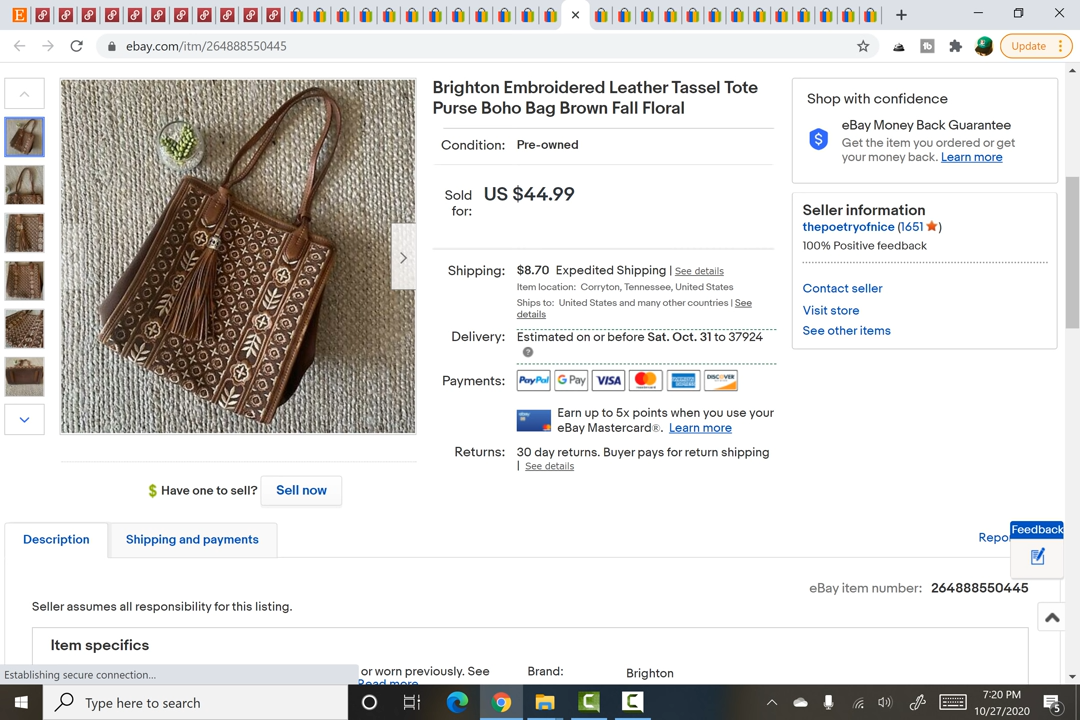 ebay.com/itm/264888550445
Update
Brighton Embroidered Leather Tassel Tote
Purse Boho Bag Brown Fall Floral
Condition: Pre-owned
Sold for: US $44.99
Shipping: $8.70 Expedited Shipping | See details
Item location: Corryton, Tennessee, United States
Ships to: United States and many other countries | See
details
Delivery: Estimated on or before Sat. Oct. 31 to 37924
?
Payments: PayPal G Pay VISA DISCOVER
Earn up to 5x points when you use your
eBay Mastercard®. Learn more
Returns: 30 day returns. Buyer pays for return shipping
| See details
Shop with confidence
eBay Money Back Guarantee
Get the item you ordered or get
your money back. Learn more
Seller information
thepoetryofnice (1651 )
100% Positive feedback
Contact seller
Visit store
See other items
$ Have one to sell? Sell now
Description Shipping and payments
Repor
Feedback
eBay item number: 264888550445
Seller assumes all responsibility for this listing.
Item specifics
or worn previously. See Brand: Brighton
Read more
Establishing secure connection...
Type here to search
7:20 PM
10/27/2020
5